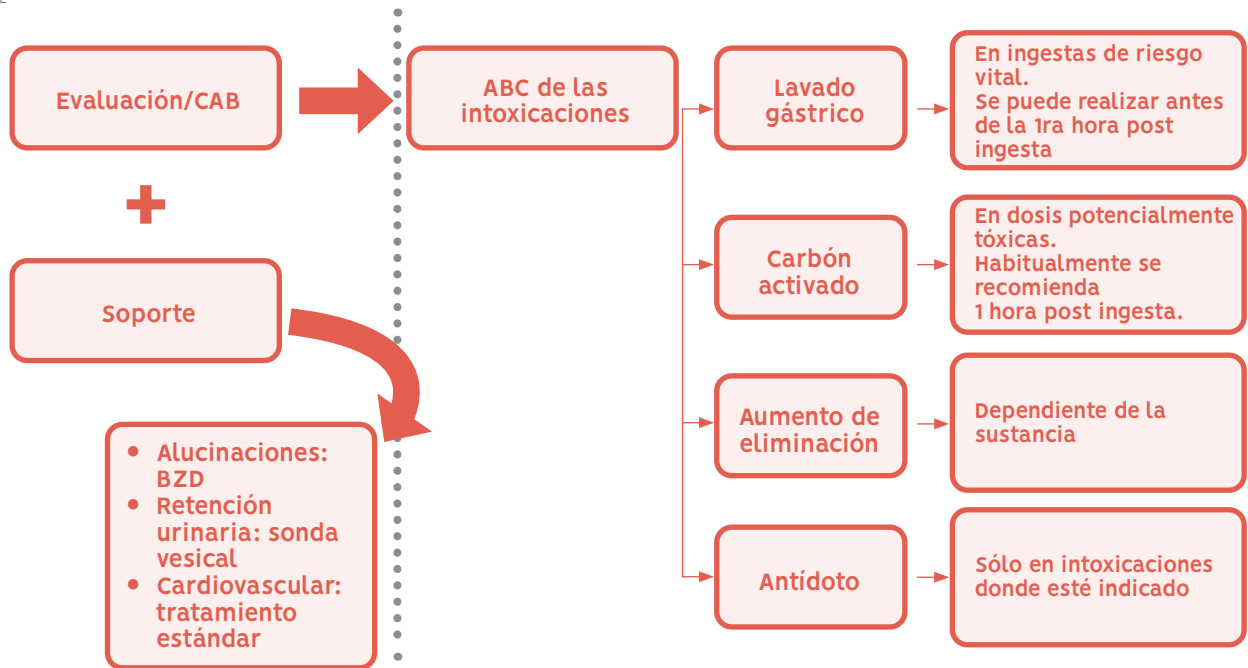 Evaluación/CAB
Soporte
• Alucinaciones:
BZD
• Retención
urinaria: sonda
vesical
• Cardiovascular:
tratamiento
estándar
ABC de las
intoxicaciones
Lavado
gástrico
En ingestas de riesgo
vital.
Se puede realizar antes
de la 1ra hora post
ingesta
Carbón
activado
En dosis potencialmente
tóxicas.
Habitualmente se
recomienda
1 hora post ingesta.
Aumento de
eliminación
Dependiente de la
sustancia
Antídoto
Sólo en intoxicaciones
donde esté indicado